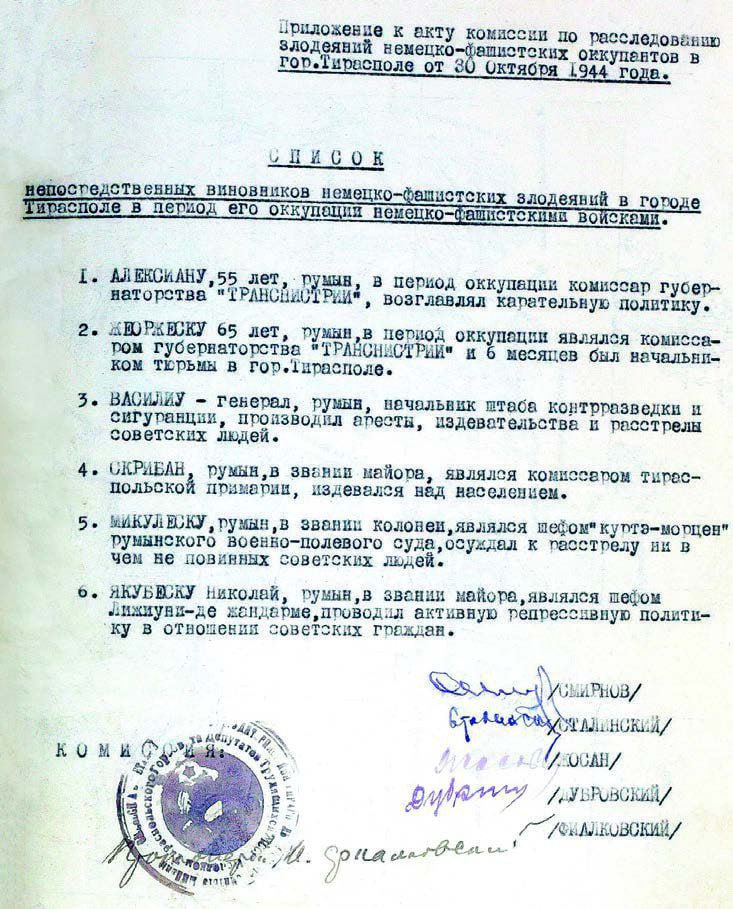 Приложение к акту комиссии по расследованию
злодеяний немецко-фашистских оккупантов в
гор.Тирасполе от 30 Октября 1944 года.
СПИСОК
непосредственных виновников немецко-фашистских злодеяний в городе
Тирасполе в период его оккупации немецко-фашистскими войсками.
1. АЛЕКСИАНУ,55 лет, румын, в период оккупации комиссар губер-
наторства "ТРАНСНИСТРИИ", возглавлял карательную политику.
2. ЖЕОРЖЕСКУ 65 лет, румын,в период оккупации являлся комисса-
ром губернаторства "ТРАНСНИСТРИИ" и 6 месяцев был начальни-
ком тюрьмы в гор.Тирасполе.
3. ВАСИЛИУ - генерал, румын, начальник штаба контрразведки и
сигуранции, производил аресты, издевательства и расстрелы
советских людей.
4. СКРИБАН, румын,в звании майора, являлся комиссаром тирас-
польской примарии, издевался над населением.
5. МИКУЛЕСКУ,румын,в звании колонеи,являлся шефом"куртэ-морцен"
румынского военно-полевого суда,осуждал к расстрелу ни в
чем не повинных советских людей.
6. ЯКУБЕСКУ Николай, румын,в звании майора,являлся шефом
Лижиуни-де жандарме,проводил активную репрессивную полити-
ку в отношении советских граждан.
/СМИРНОВ/
/СТАЛИНСКИЙ/
КОМИССИЯ:
/ЖОСАН/
/ДУБРОВСКИЙ/
/ФИАЛКОВСКИЙ/